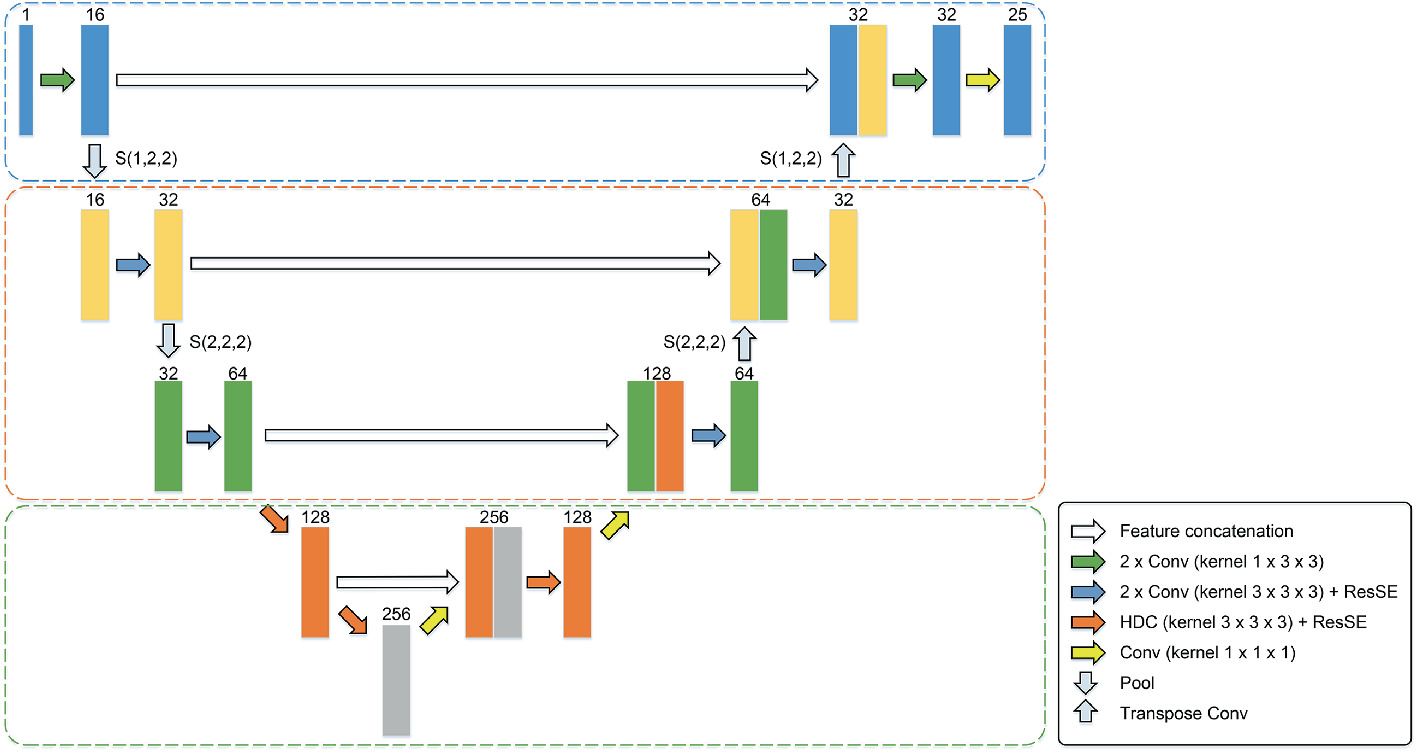 1 16 32 32 25
S(1,2,2) S(1,2,2)
16 32 64 32
S(2,2,2) S(2,2,2)
32 64 128 64
128 256 128
256
Feature concatenation
2 x Conv (kernel 1 x 3 x 3)
2 x Conv (kernel 3 x 3 x 3) + ResSE
HDC (kernel 3 x 3 x 3) + ResSE
Conv (kernel 1 x 1 x 1)
Pool
Transpose Conv